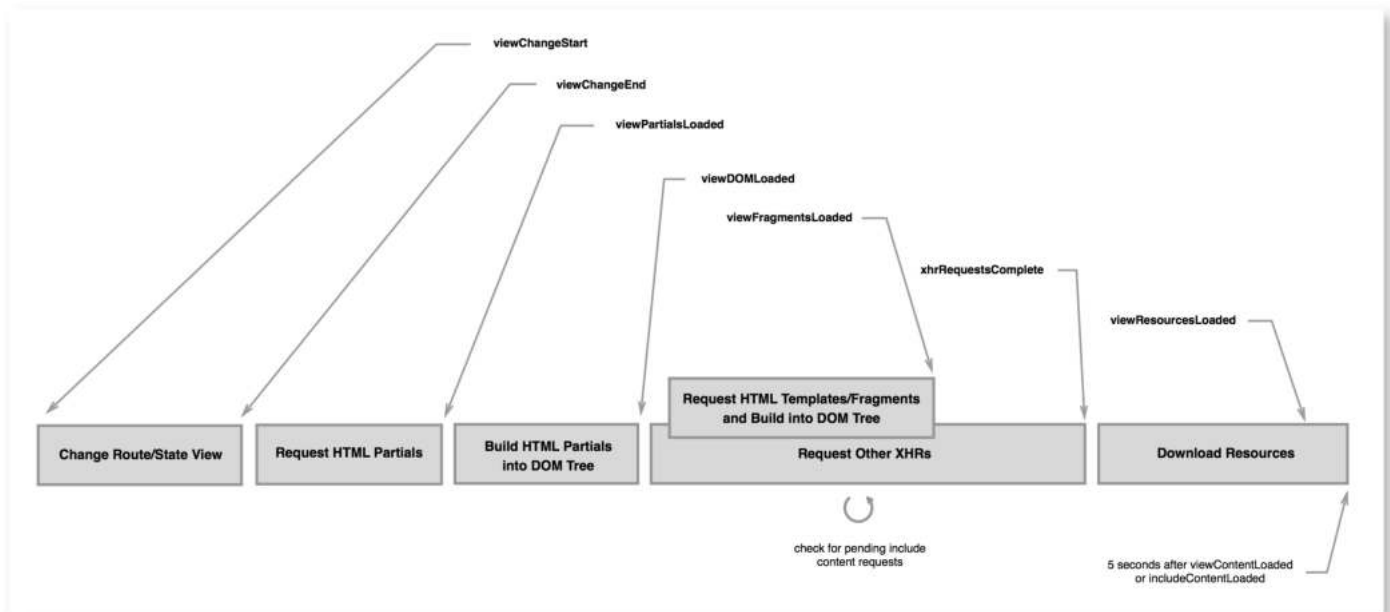 viewChangeStart
viewChangeEnd
viewPartialsLoaded
viewDOMLoaded
viewFragmentsLoaded
xhrRequestsComplete
viewResourcesLoaded
Change Route/State View
Request HTML Partials
Build HTML Partials
into DOM Tree
Request HTML Templates/Fragments
and Build into DOM Tree
Request Other XHRs
Download Resources
check for pending include
content requests
5 seconds after viewContentLoaded
or includeContentLoaded